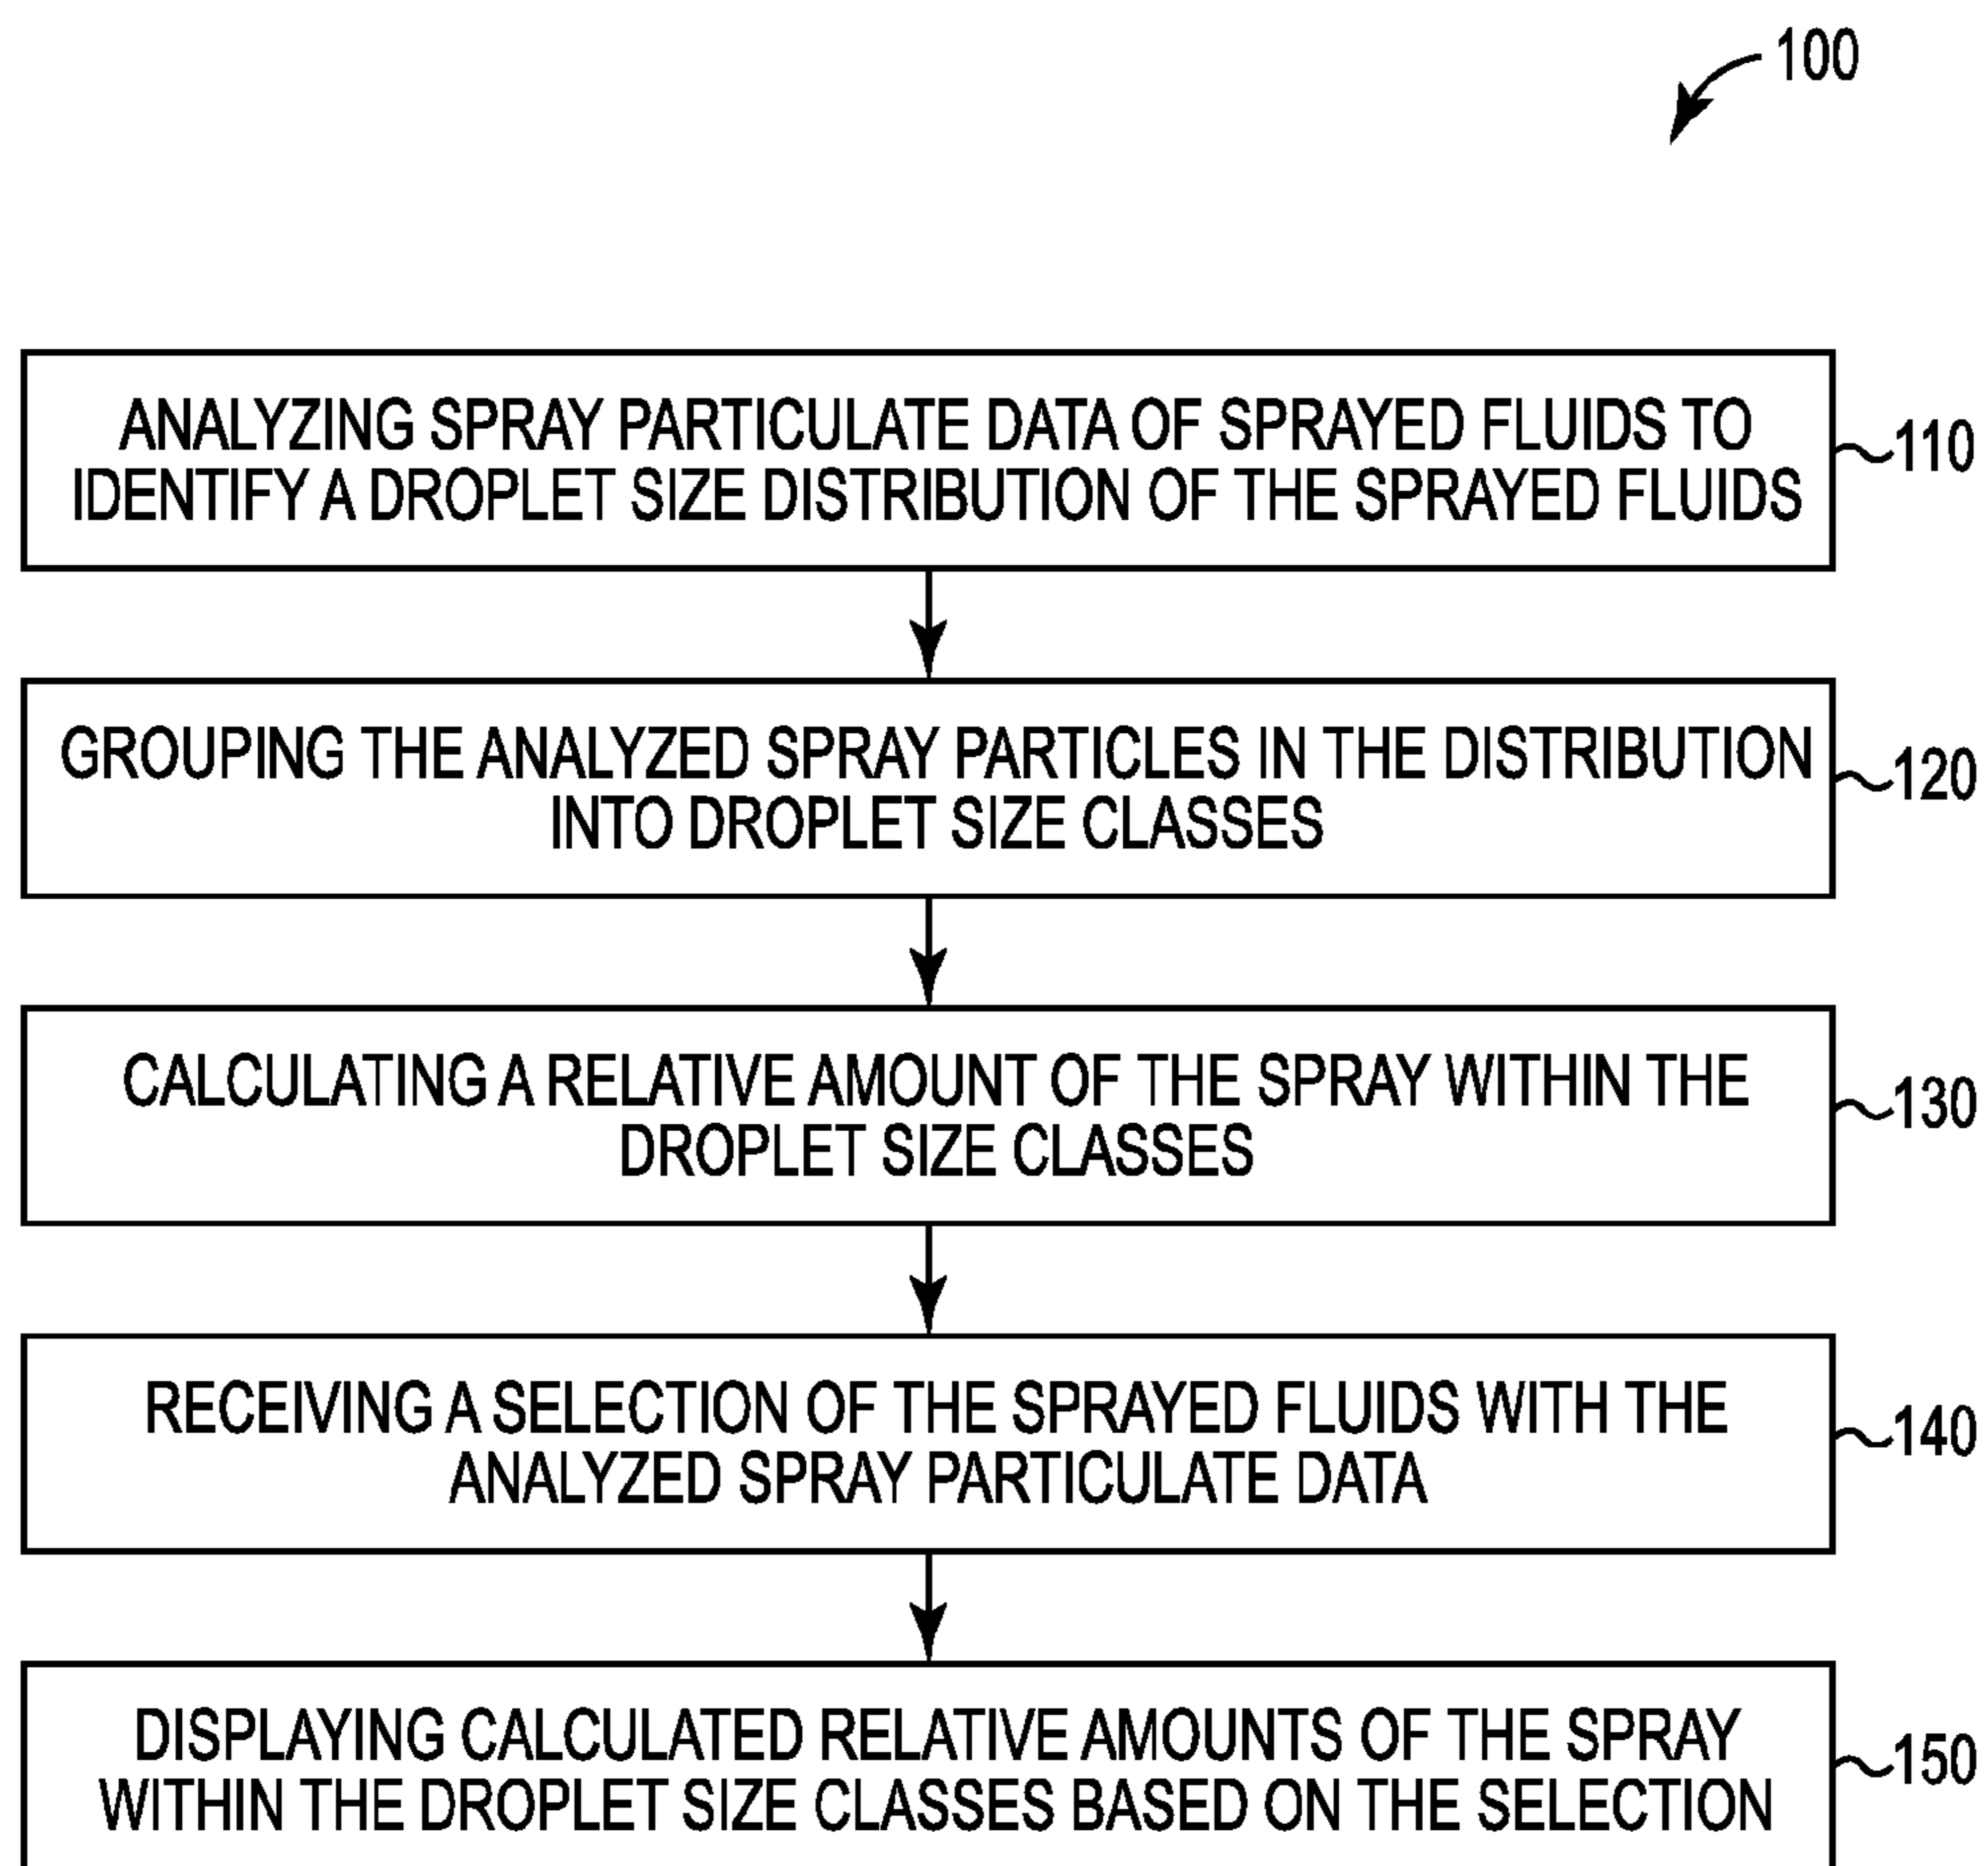 100
ANALYZING SPRAY PARTICULATE DATA OF SPRAYED FLUIDS TO
IDENTIFY A DROPLET SIZE DISTRIBUTION OF THE SPRAYED FLUIDS
110
GROUPING THE ANALYZED SPRAY PARTICLES IN THE DISTRIBUTION
INTO DROPLET SIZE CLASSES
120
CALCULATING A RELATIVE AMOUNT OF THE SPRAY WITHIN THE
DROPLET SIZE CLASSES
130
RECEIVING A SELECTION OF THE SPRAYED FLUIDS WITH THE
ANALYZED SPRAY PARTICULATE DATA
140
DISPLAYING CALCULATED RELATIVE AMOUNTS OF THE SPRAY
WITHIN THE DROPLET SIZE CLASSES BASED ON THE SELECTION
150